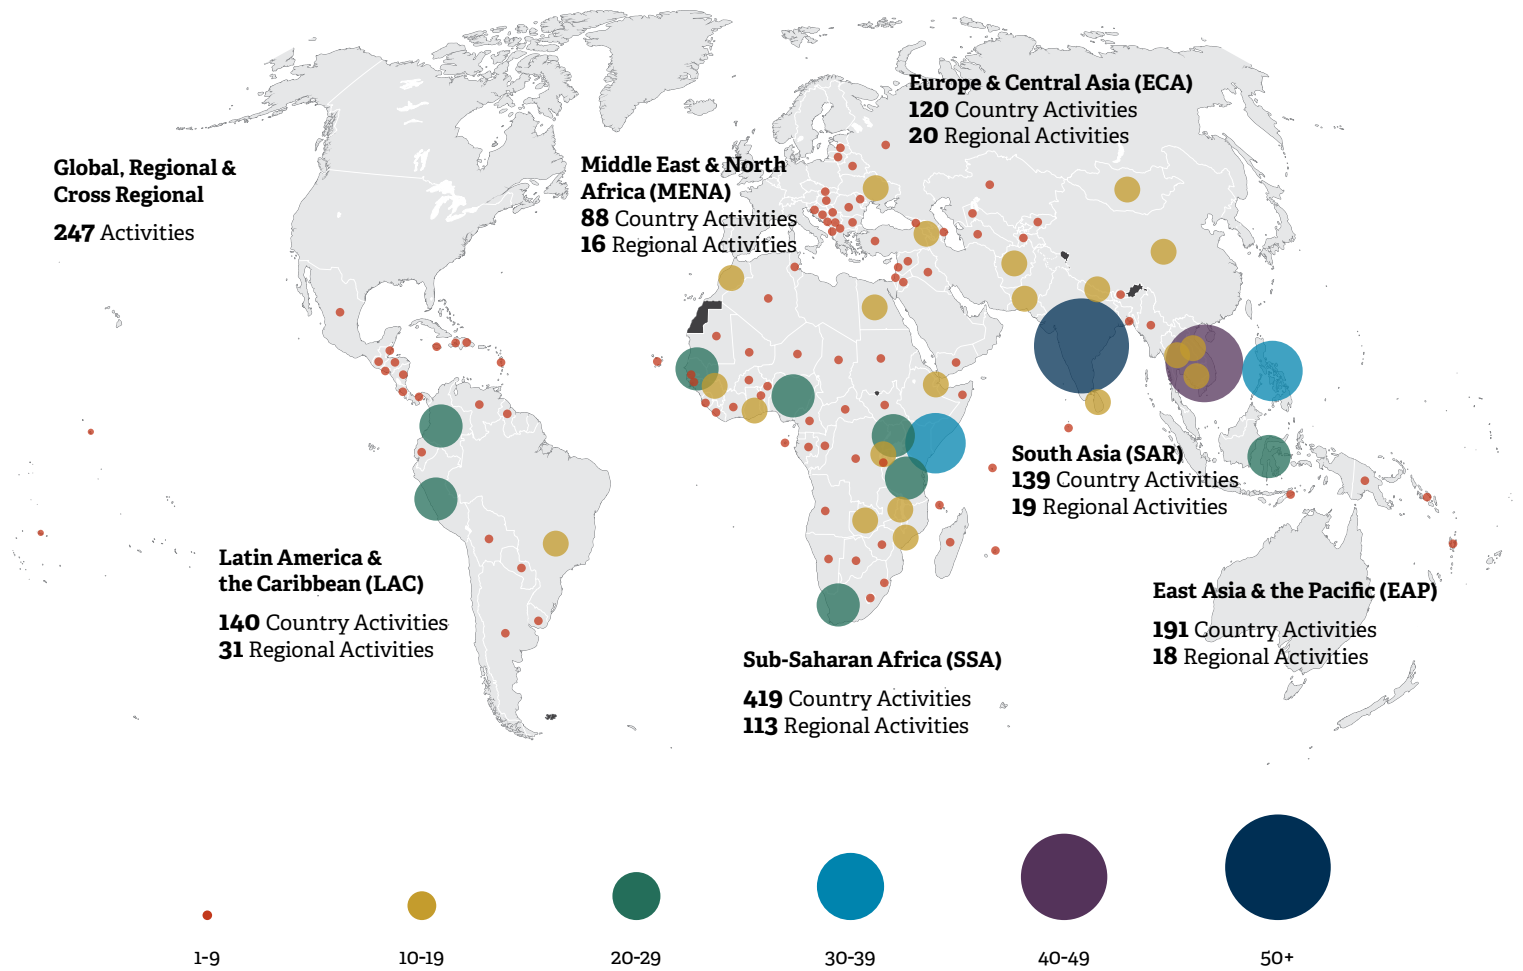 Europe & Central Asia (ECA)
120 Country Activities
20 Regional Activities
Global, Regional &
Cross Regional
247 Activities
Middle East & North
Africa (MENA)
88 Country Activities
16 Regional Activities
South Asia (SAR)
139 Country Activities
19 Regional Activities
Latin America &
the Caribbean (LAC)
140 Country Activities
31 Regional Activities
East Asia & the Pacific (EAP)
191 Country Activities
18 Regional Activities
Sub-Saharan Africa (SSA)
419 Country Activities
113 Regional Activities
1-9
10-19
20-29
30-39
40-49
50+